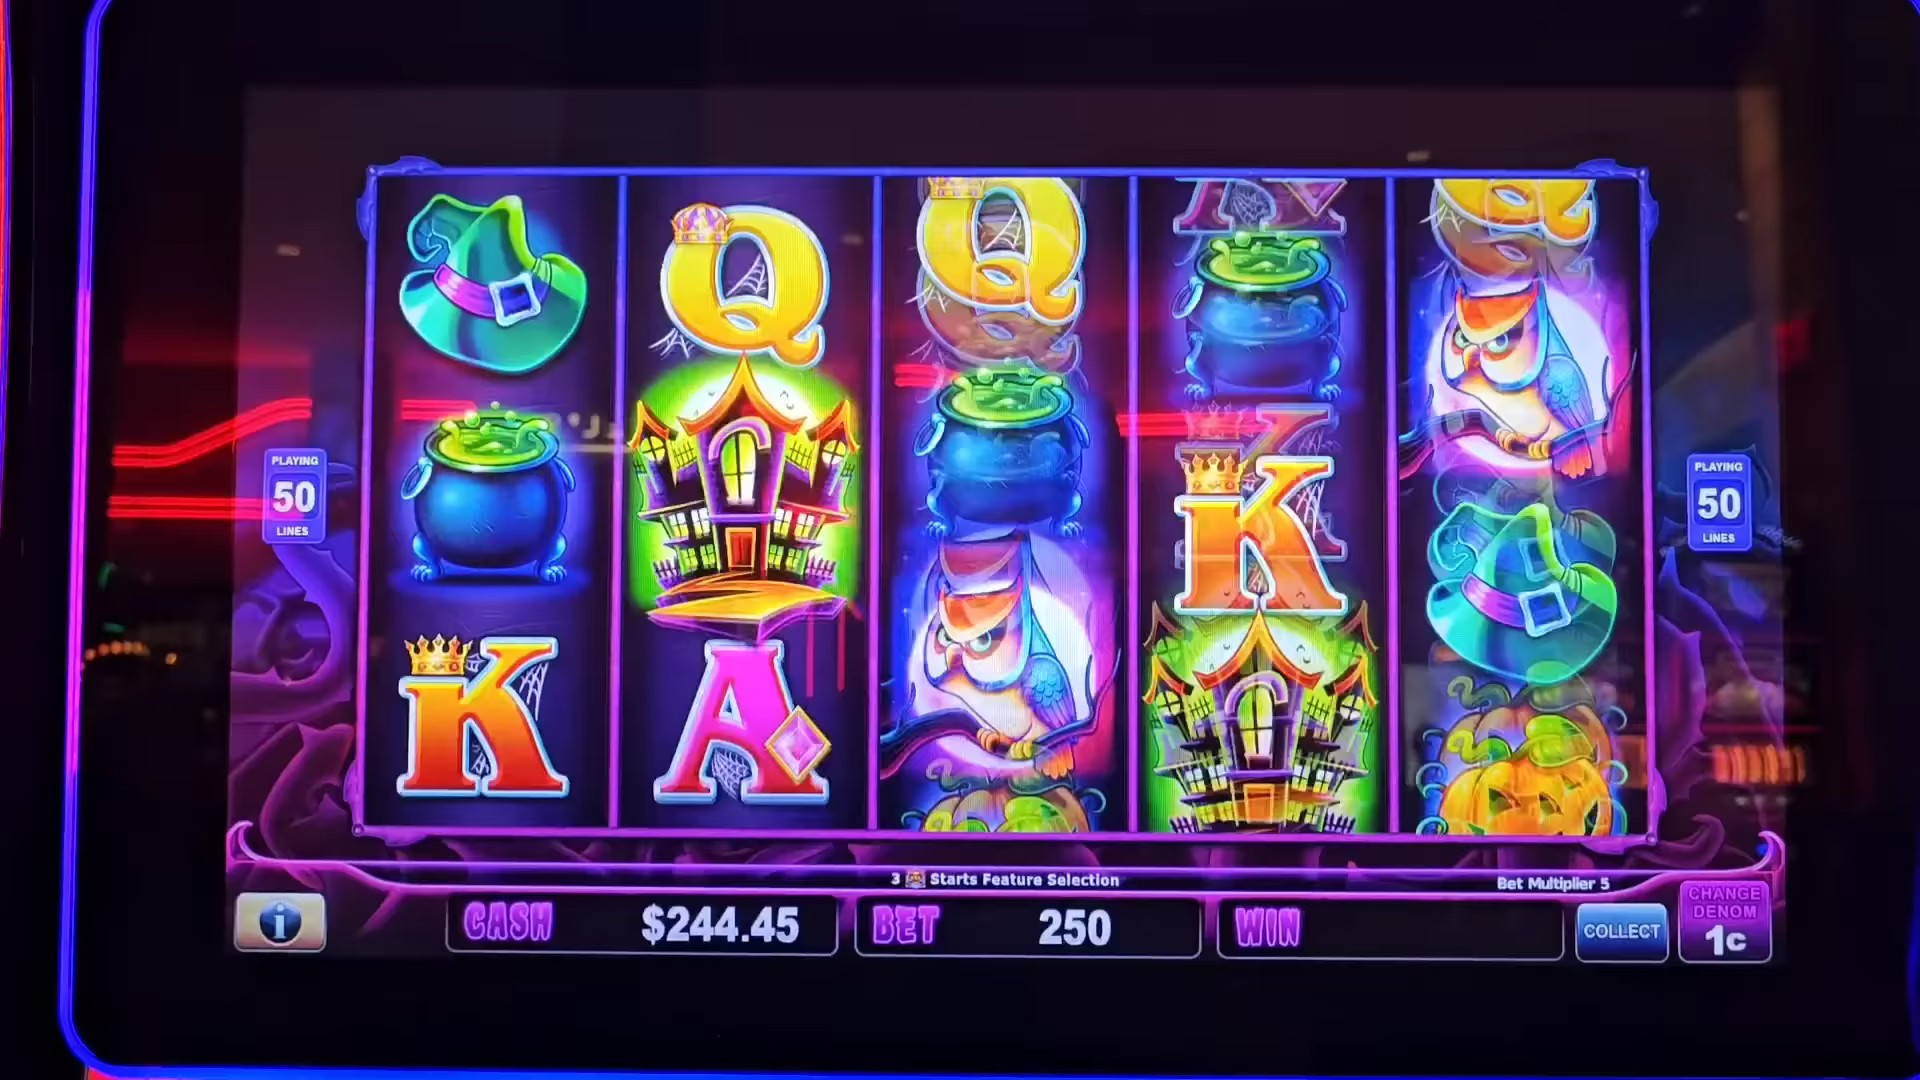 Q
Q
K
K
A
PLAYING
50
LINES
PLAYING
50
LINES
3 Starts Feature Selection
Bet Multiplier 5
i
CASH $244.45
BET 250
WIN
COLLECT
CHANGE
DENOM
1c